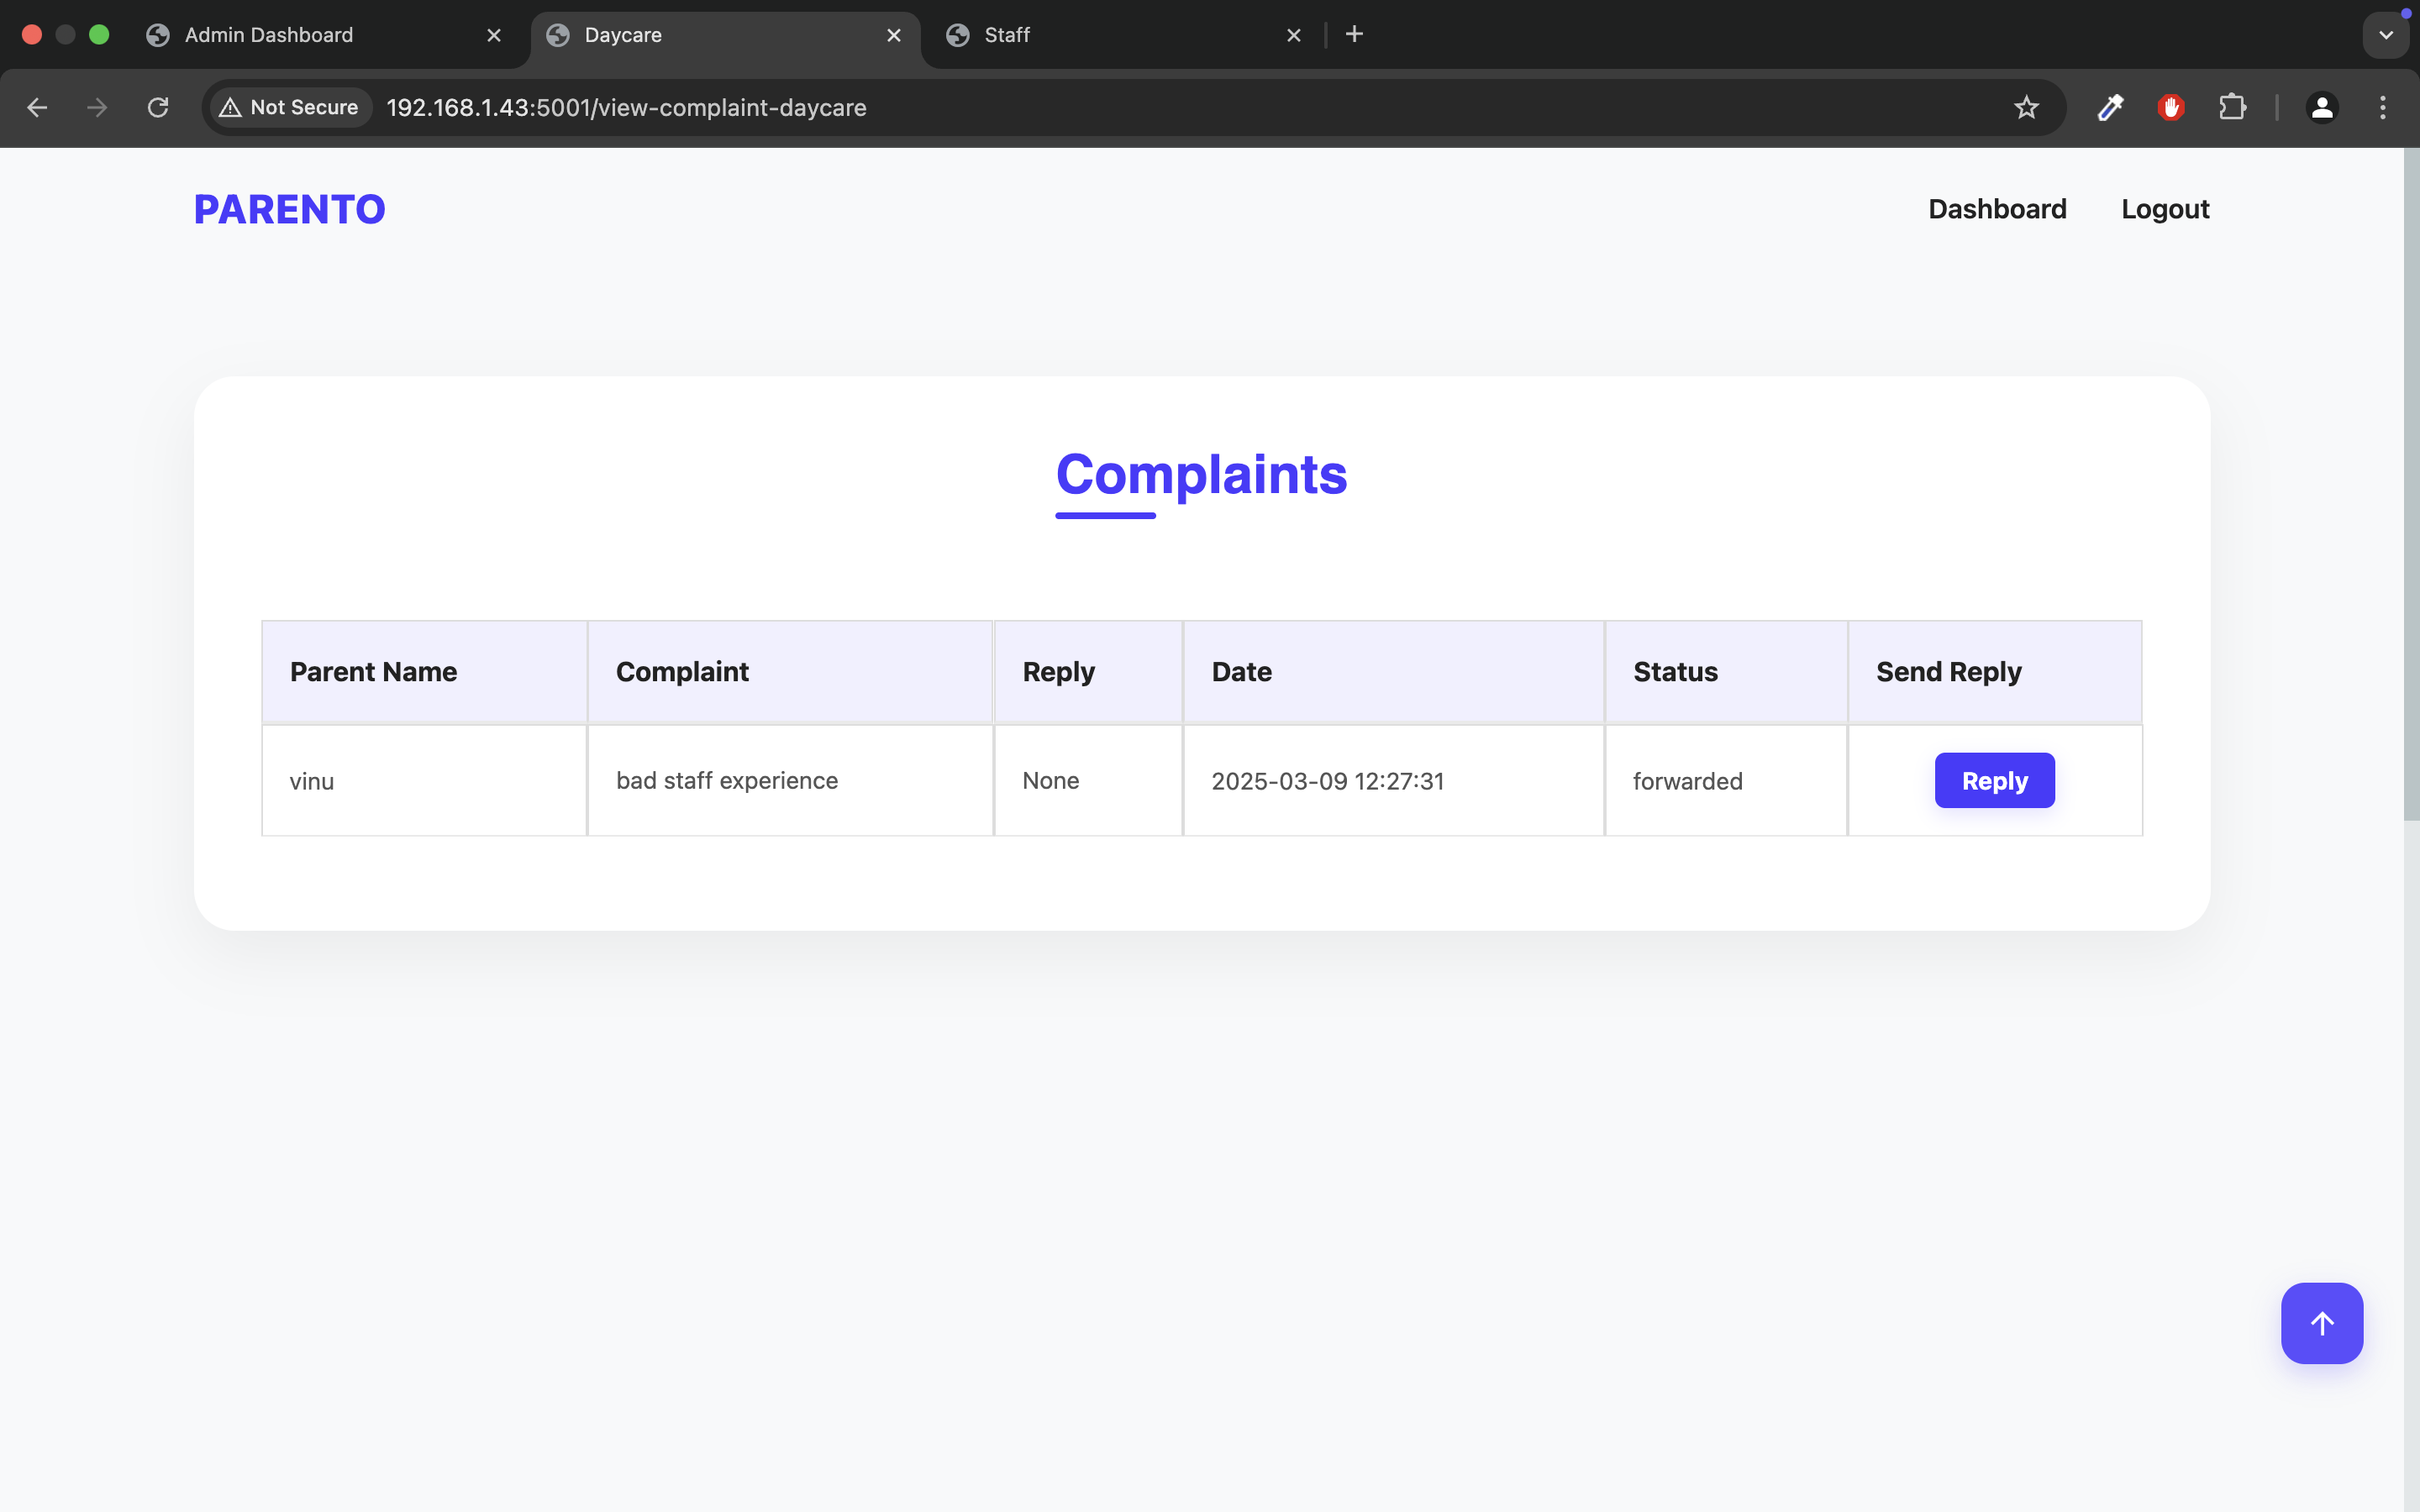 Admin Dashboard
Daycare
Staff
Not Secure
192.168.1.43:5001/view-complaint-daycare
PARENTO
Dashboard
Logout
Complaints
Parent Name Complaint Reply Date Status Send Reply
vinu bad staff experience None 2025-03-09 12:27:31 forwarded Reply